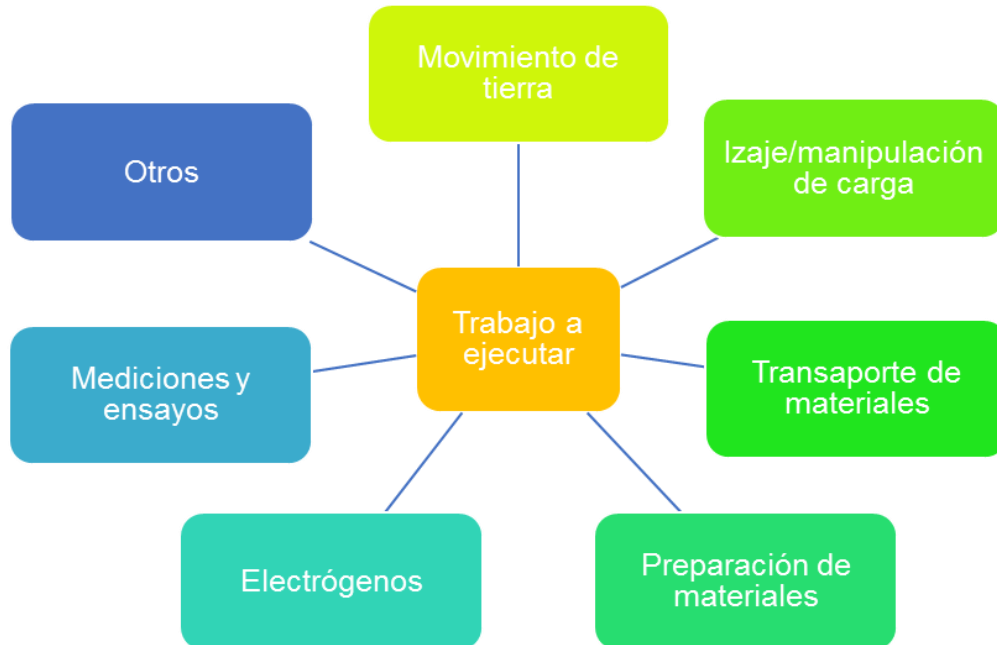 Movimiento de
tierra
Izaje/manipulación
de carga
Otros
Trabajo a
ejecutar
Mediciones y
ensayos
Transaporte de
materiales
Electrógenos
Preparación de
materiales